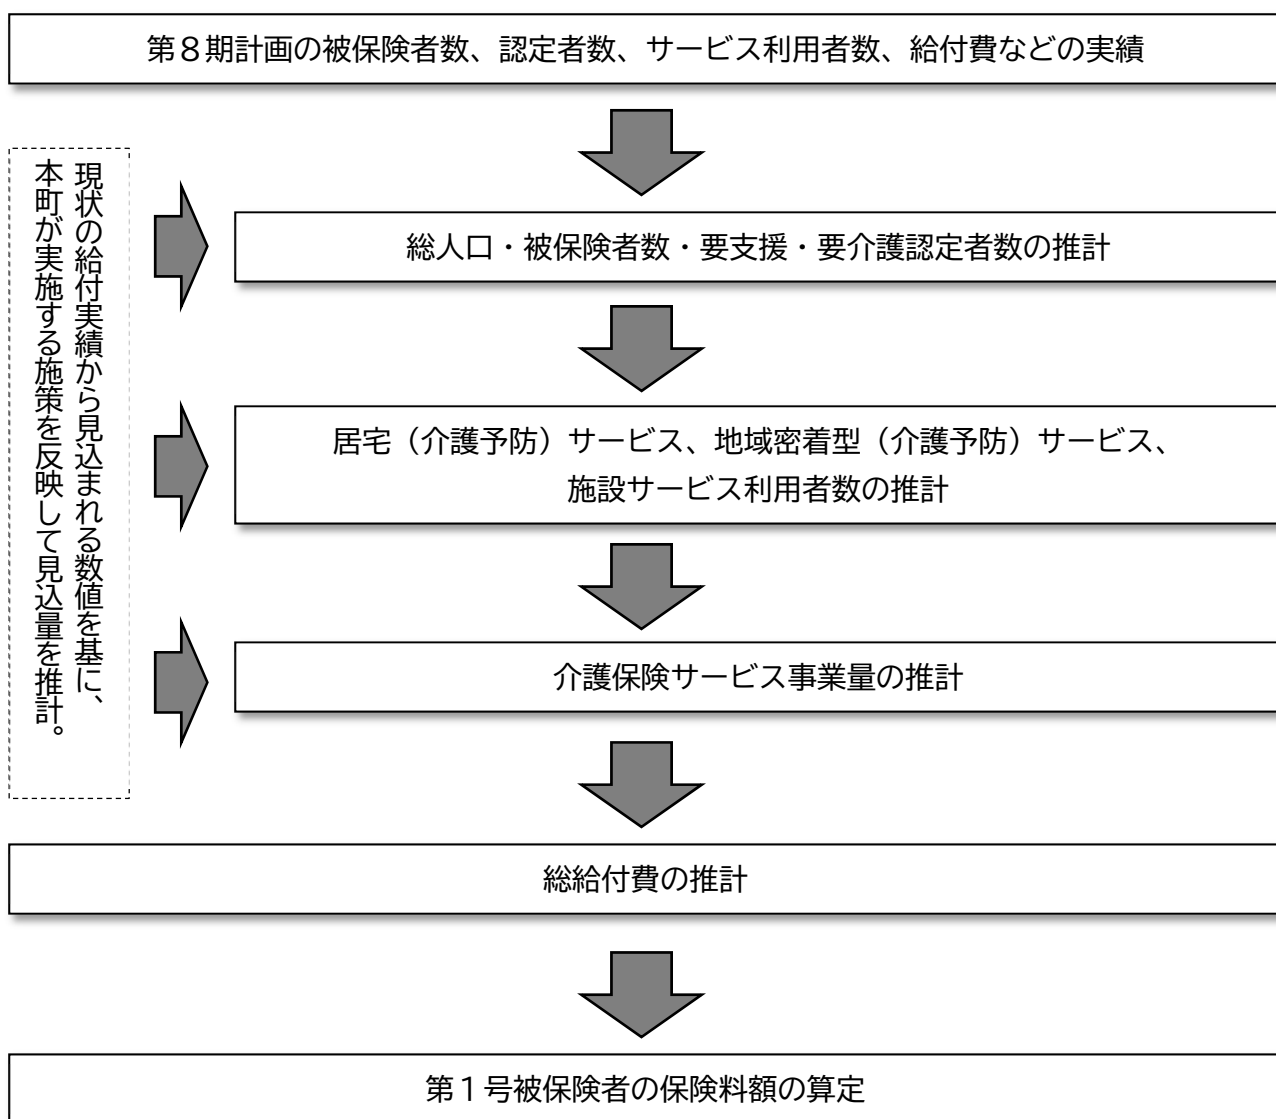 第８期計画の被保険者数、認定者数、サービス利用者数、給付費などの実績
現状の給付実績から見込まれる数値を基に、
本町が実施する施策を反映して見込量を推計。
総人口・被保険者数・要支援・要介護認定者数の推計
居宅（介護予防）サービス、地域密着型（介護予防）サービス、
施設サービス利用者数の推計
介護保険サービス事業量の推計
総給付費の推計
第１号被保険者の保険料額の算定